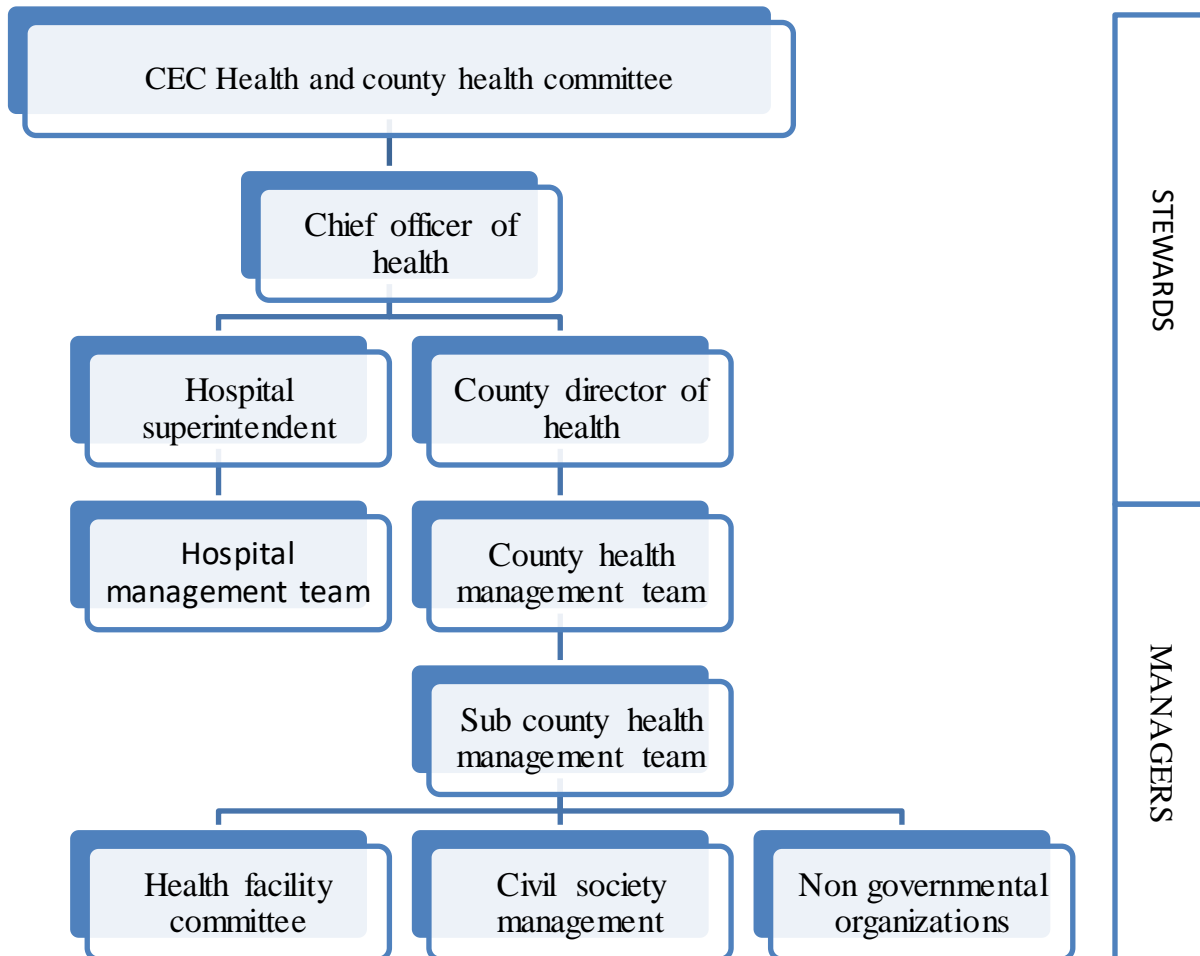 CEC Health and county health committee
Chief officer of
health
Hospital
superintendent
County director of
health
Hospital
management team
County health
management team
Sub county health
management team
Health facility
committee
Civil society
management
Non governmental
organizations
STEWARDS
MANAGERS